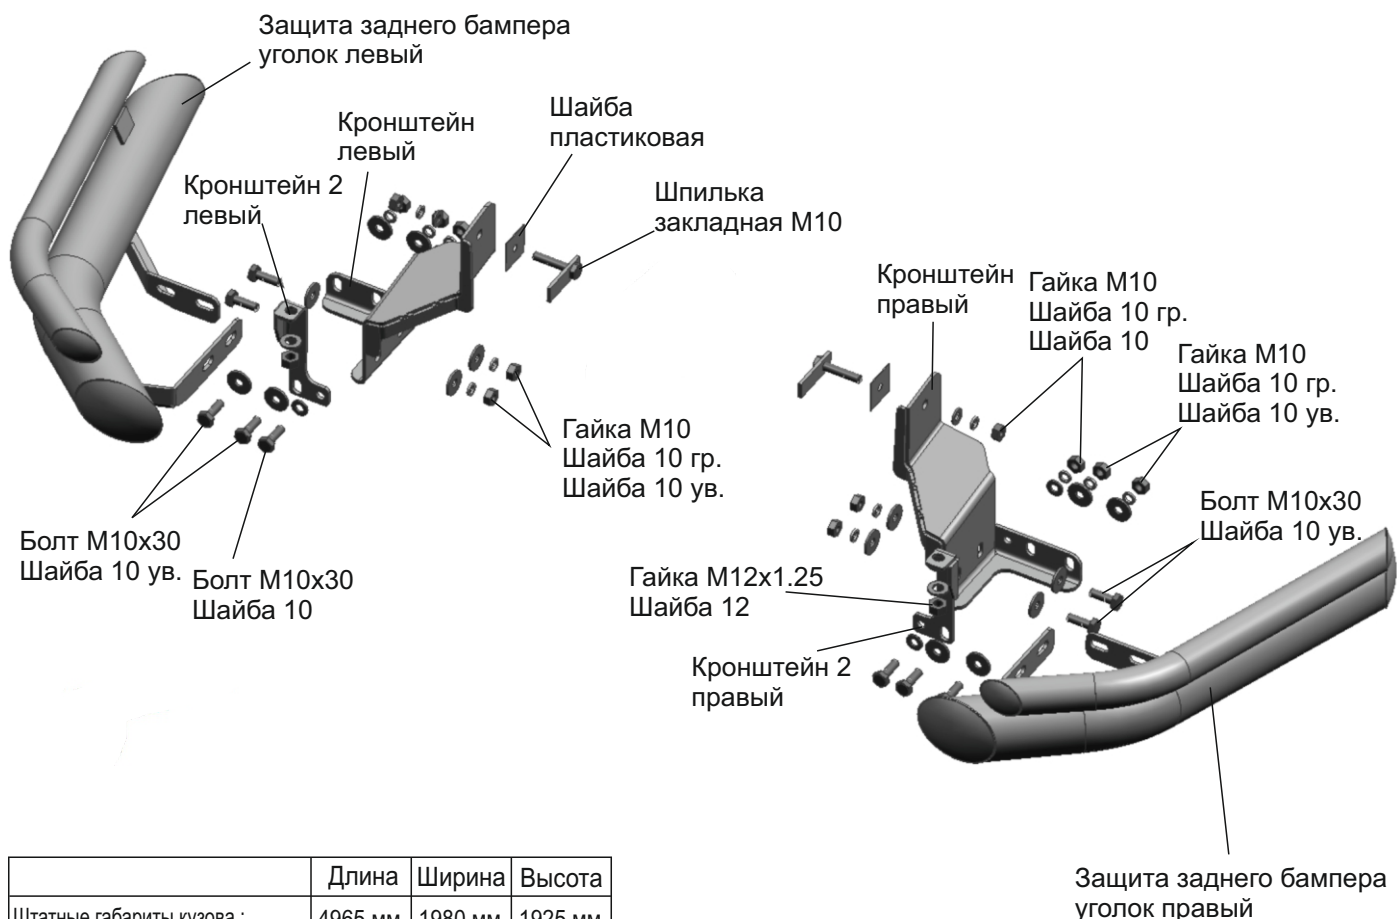 Защита заднего бампера
уголок левый
Кронштейн
левый
Шайба
пластиковая
Кронштейн 2
левый
Шпилька
закладная М10
Кронштейн
правый
Гайка М10
Шайба 10 гр.
Шайба 10
Гайка М10
Шайба 10 гр.
Шайба 10 ув.
Гайка М10
Шайба 10 гр.
Шайба 10 ув.
Болт М10х30
Шайба 10 ув.
Болт М10х30
Шайба 10 ув.
Болт М10х30
Шайба 10
Гайка М12х1.25
Шайба 12
Кронштейн 2
правый
Защита заднего бампера
уголок правый
Длина Ширина Высота
Штатные габариты кузова : 4965 мм 1980 мм 1925 мм